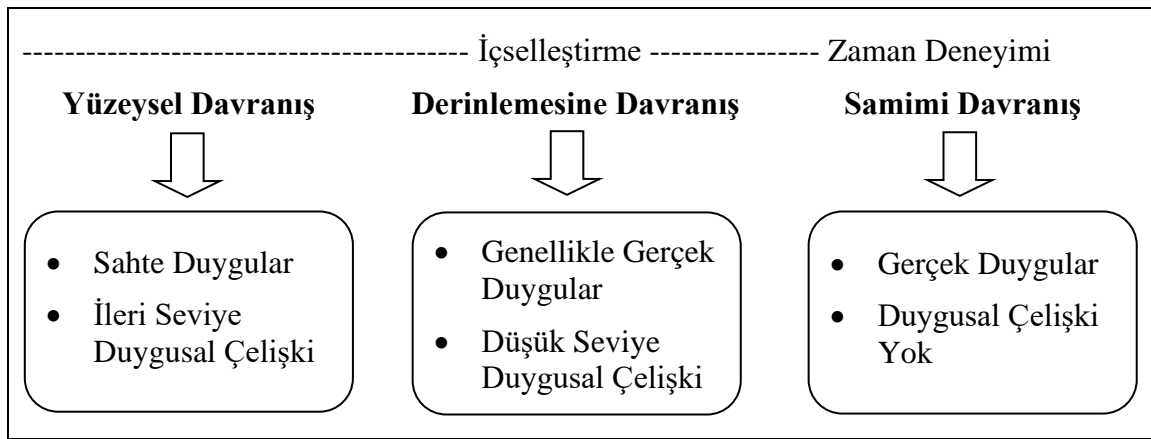 ----------------------------------------- İçselleştirme ---------------- Zaman Deneyimi
Yüzeysel Davranış
Derinlemesine Davranış
Samimi Davranış
• Sahte Duygular
• İleri Seviye
Duygusal Çelişki
• Genellikle Gerçek
Duygular
• Düşük Seviye
Duygusal Çelişki
• Gerçek Duygular
• Duygusal Çelişki
Yok